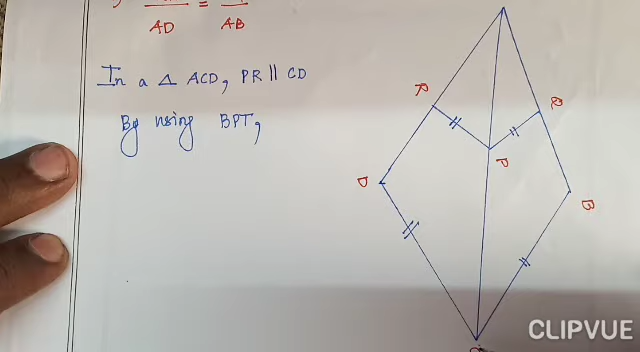 AD = AB
In a △ ACD, PR || CD
By using BPT,
R
Q
P
D
B
CLIPVUE